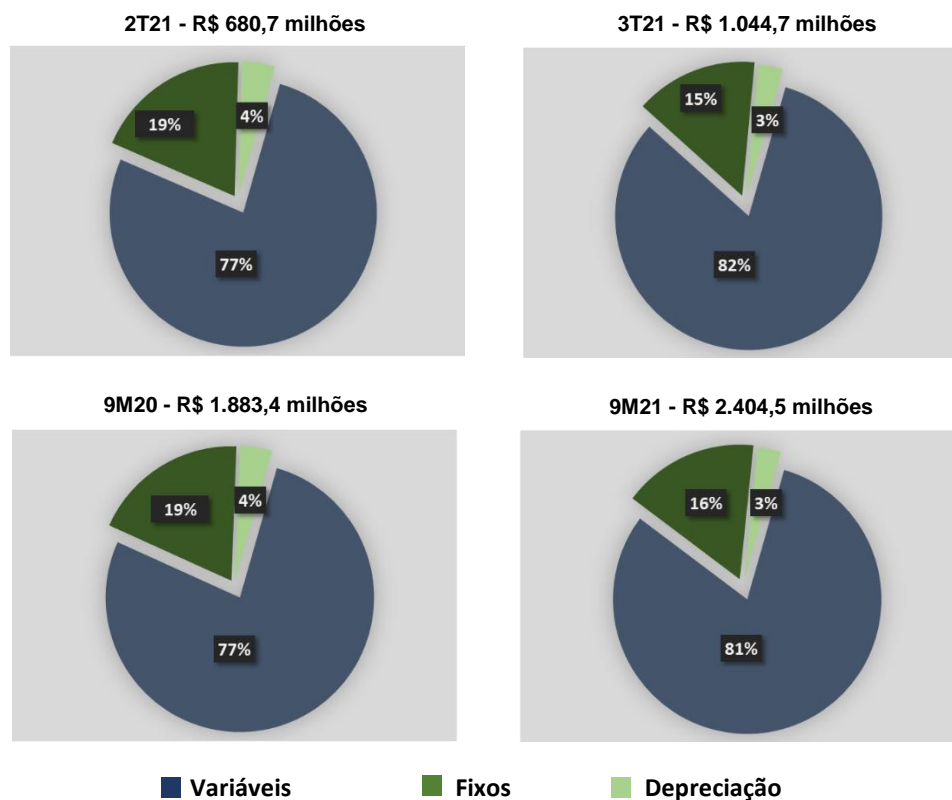 2T21 - R$ 680,7 milhões
3T21 - R$ 1.044,7 milhões
19%
4%
77%
15%
3%
82%
9M20 - R$ 1.883,4 milhões
9M21 - R$ 2.404,5 milhões
19%
4%
77%
16%
3%
81%
Variáveis
Fixos
Depreciação